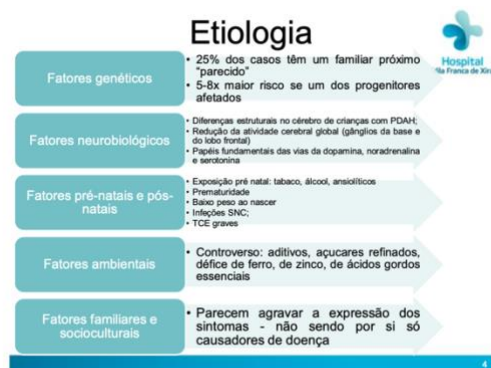 Etiologia
Hospital
Vila Franca de Xira
Fatores genéticos
• 25% dos casos têm um familiar próximo
"parecido"
• 5-8x maior risco se um dos progenitores
afetados
Fatores neurobiológicos
• Diferenças estruturais no cérebro de crianças com PDAH;
• Redução da atividade cerebral global (gânglios da base e
do lobo frontal)
• Papéis fundamentais das vias da dopamina, noradrenalina
e serotonina
Fatores pré-natais e pós-
natais
• Exposição pré natal: tabaco, álcool, ansiolíticos
• Prematuridade
• Baixo peso ao nascer
• Infeções SNC;
• TCE graves
Fatores ambientais
• Controverso: aditivos, açucares refinados,
défice de ferro, de zinco, de ácidos gordos
essenciais
Fatores familiares e
socioculturais
• Parecem agravar a expressão dos
sintomas - não sendo por si só
causadores de doença
4